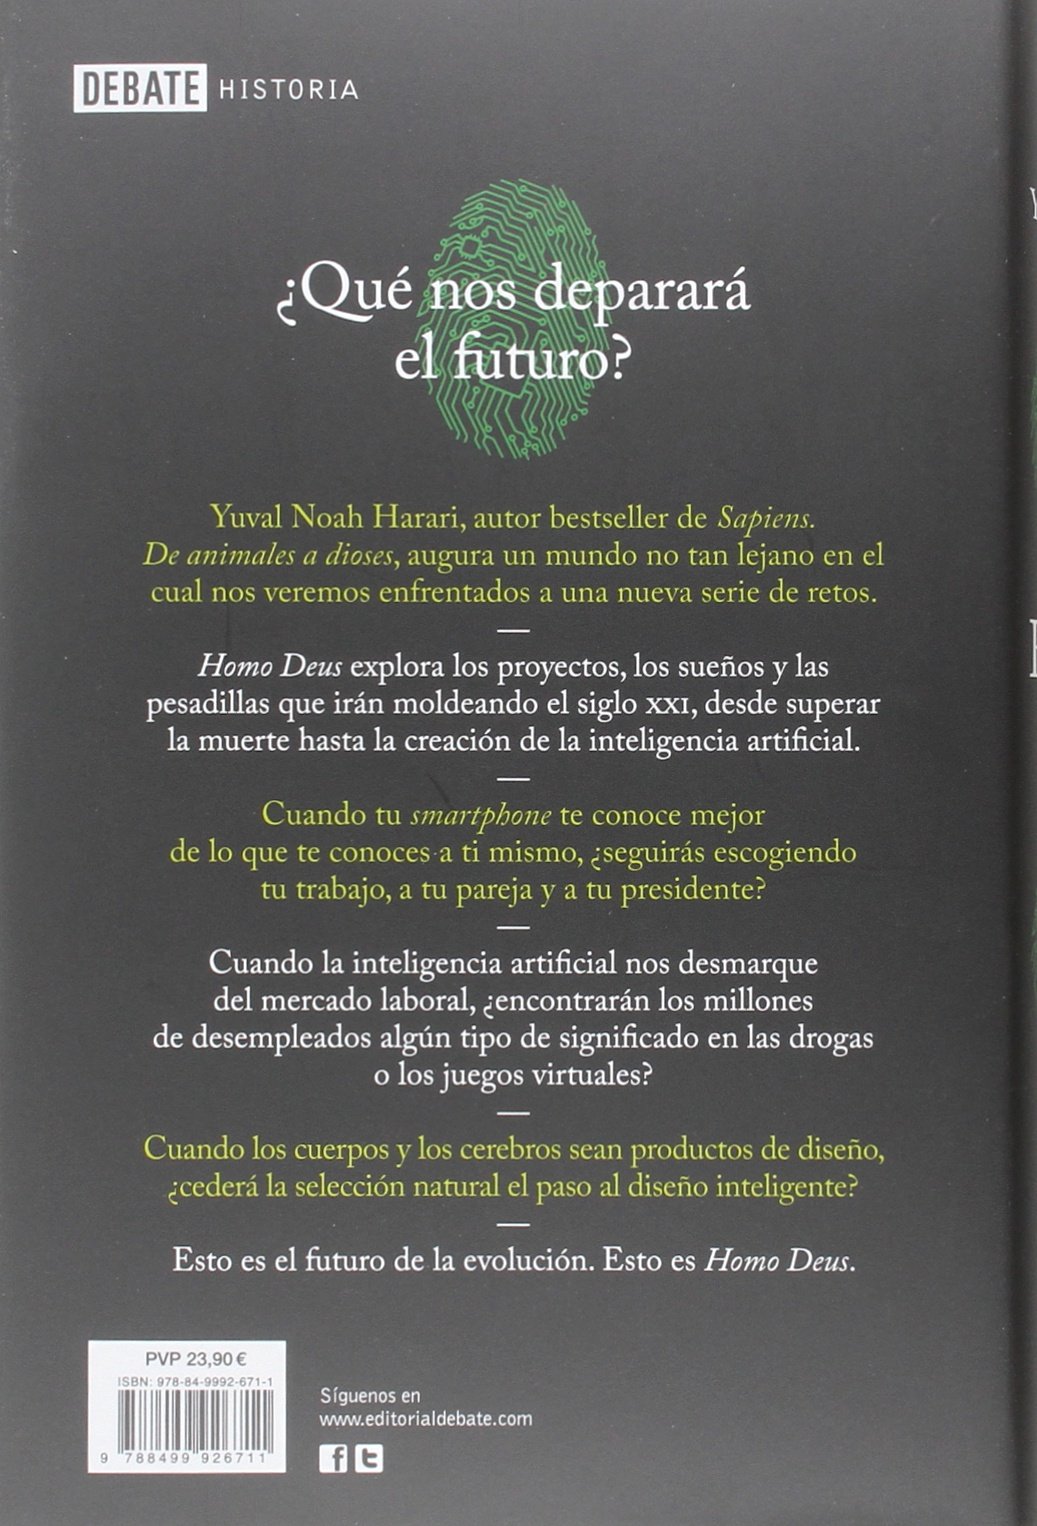 DEBATE HISTORIA
¿Qué nos deparará
el futuro?
Yuval Noah Harari, autor bestseller de Sapiens.
De animales a dioses, augura un mundo no tan lejano en el
cual nos veremos enfrentados a una nueva serie de retos.
Homo Deus explora los proyectos, los sueños y las
pesadillas que irán moldeando el siglo XXI, desde superar
la muerte hasta la creación de la inteligencia artificial.
Cuando tu smartphone te conoce mejor
de lo que te conoces a ti mismo, ¿seguirás escogiendo
tu trabajo, a tu pareja y a tu presidente?
Cuando la inteligencia artificial nos desmarque
del mercado laboral, ¿encontrarán los millones
de desempleados algún tipo de significado en las drogas
o los juegos virtuales?
Cuando los cuerpos y los cerebros sean productos de diseño,
¿cederá la selección natural el paso al diseño inteligente?
Esto es el futuro de la evolución. Esto es Homo Deus.
PVP 23,90 €
ISBN: 978-84-9992-671-1
9 788499 926711
Síguenos en
www.editorialdebate.com